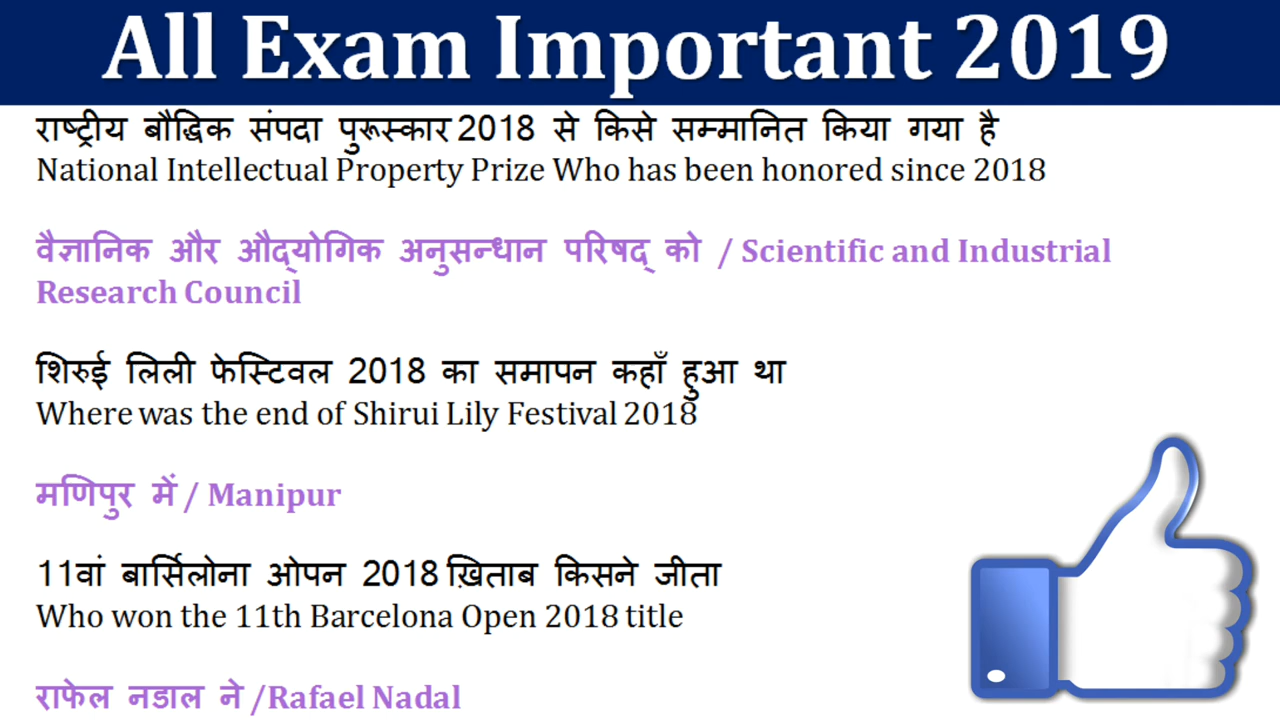 All Exam Important 2019
राष्ट्रीय बौद्धिक संपदा पुरूस्कार 2018 से किसे सम्मानित किया गया है
National Intellectual Property Prize Who has been honored since 2018
वैज्ञानिक और औद्योगिक अनुसन्धान परिषद् को / Scientific and Industrial
Research Council
शिरुई लिली फेस्टिवल 2018 का समापन कहाँ हुआ था
Where was the end of Shirui Lily Festival 2018
मणिपुर में / Manipur
11वां बार्सिलोना ओपन 2018 ख़िताब किसने जीता
Who won the 11th Barcelona Open 2018 title
राफेल नडाल ने /Rafael Nadal